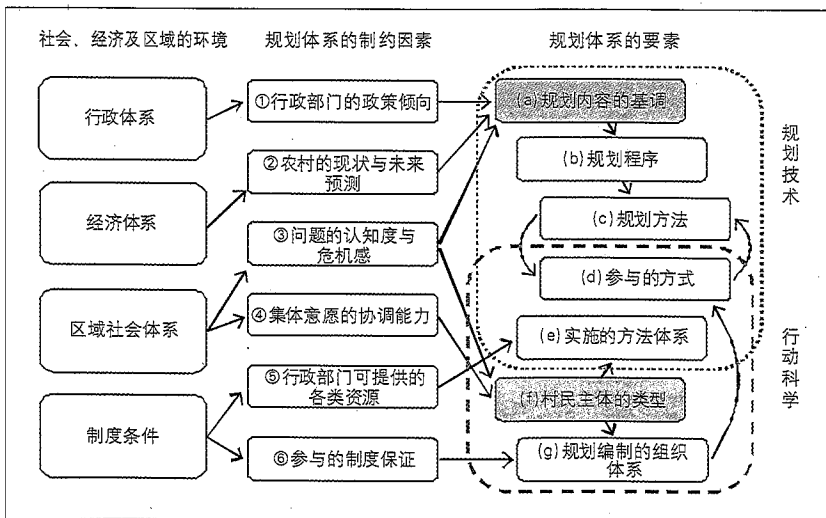 社会、经济及区域的环境
规划体系的制约因素
规划体系的要素
行政体系
经济体系
区域社会体系
制度条件
①行政部门的政策倾向
②农村的现状与未来
预测
③问题的认知度与
危机感
④集体意愿的协调能力
⑤行政部门可提供的
各类资源
⑥参与的制度保证
(a)规划内容的基调
(b)规划程序
(c)规划方法
(d)参与的方式
(e)实施的方法体系
(f)村民主体的类型
(g)规划编制的组织
体系
规划技术
行动科学